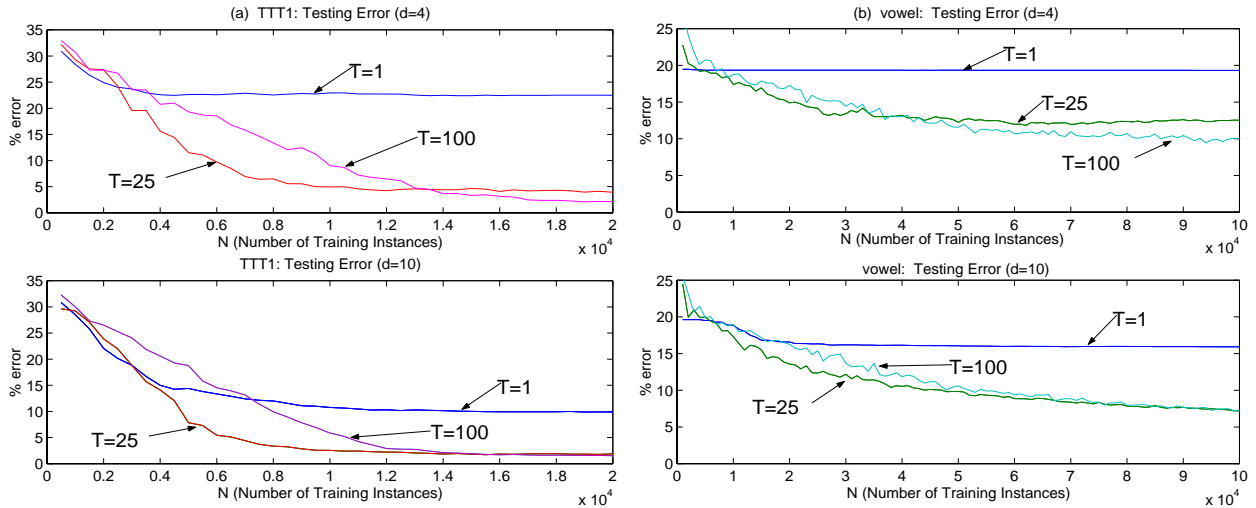 (a) TTT1: Testing Error (d=4)
35
30
25
20
15
10
5
0
% error
T=1
T=100
T=25
0 0.2 0.4 0.6 0.8 1 1.2 1.4 1.6 1.8 2
N (Number of Training Instances)
x 10^4
(b) vowel: Testing Error (d=4)
25
20
15
10
5
0
% error
T=1
T=25
T=100
0 1 2 3 4 5 6 7 8 9 10
N (Number of Training Instances)
x 10^4
TTT1: Testing Error (d=10)
35
30
25
20
15
10
5
0
% error
T=1
T=25
T=100
0 0.2 0.4 0.6 0.8 1 1.2 1.4 1.6 1.8 2
N (Number of Training Instances)
x 10^4
vowel: Testing Error (d=10)
25
20
15
10
5
0
% error
T=1
T=100
T=25
0 1 2 3 4 5 6 7 8 9 10
N (Number of Training Instances)
x 10^4